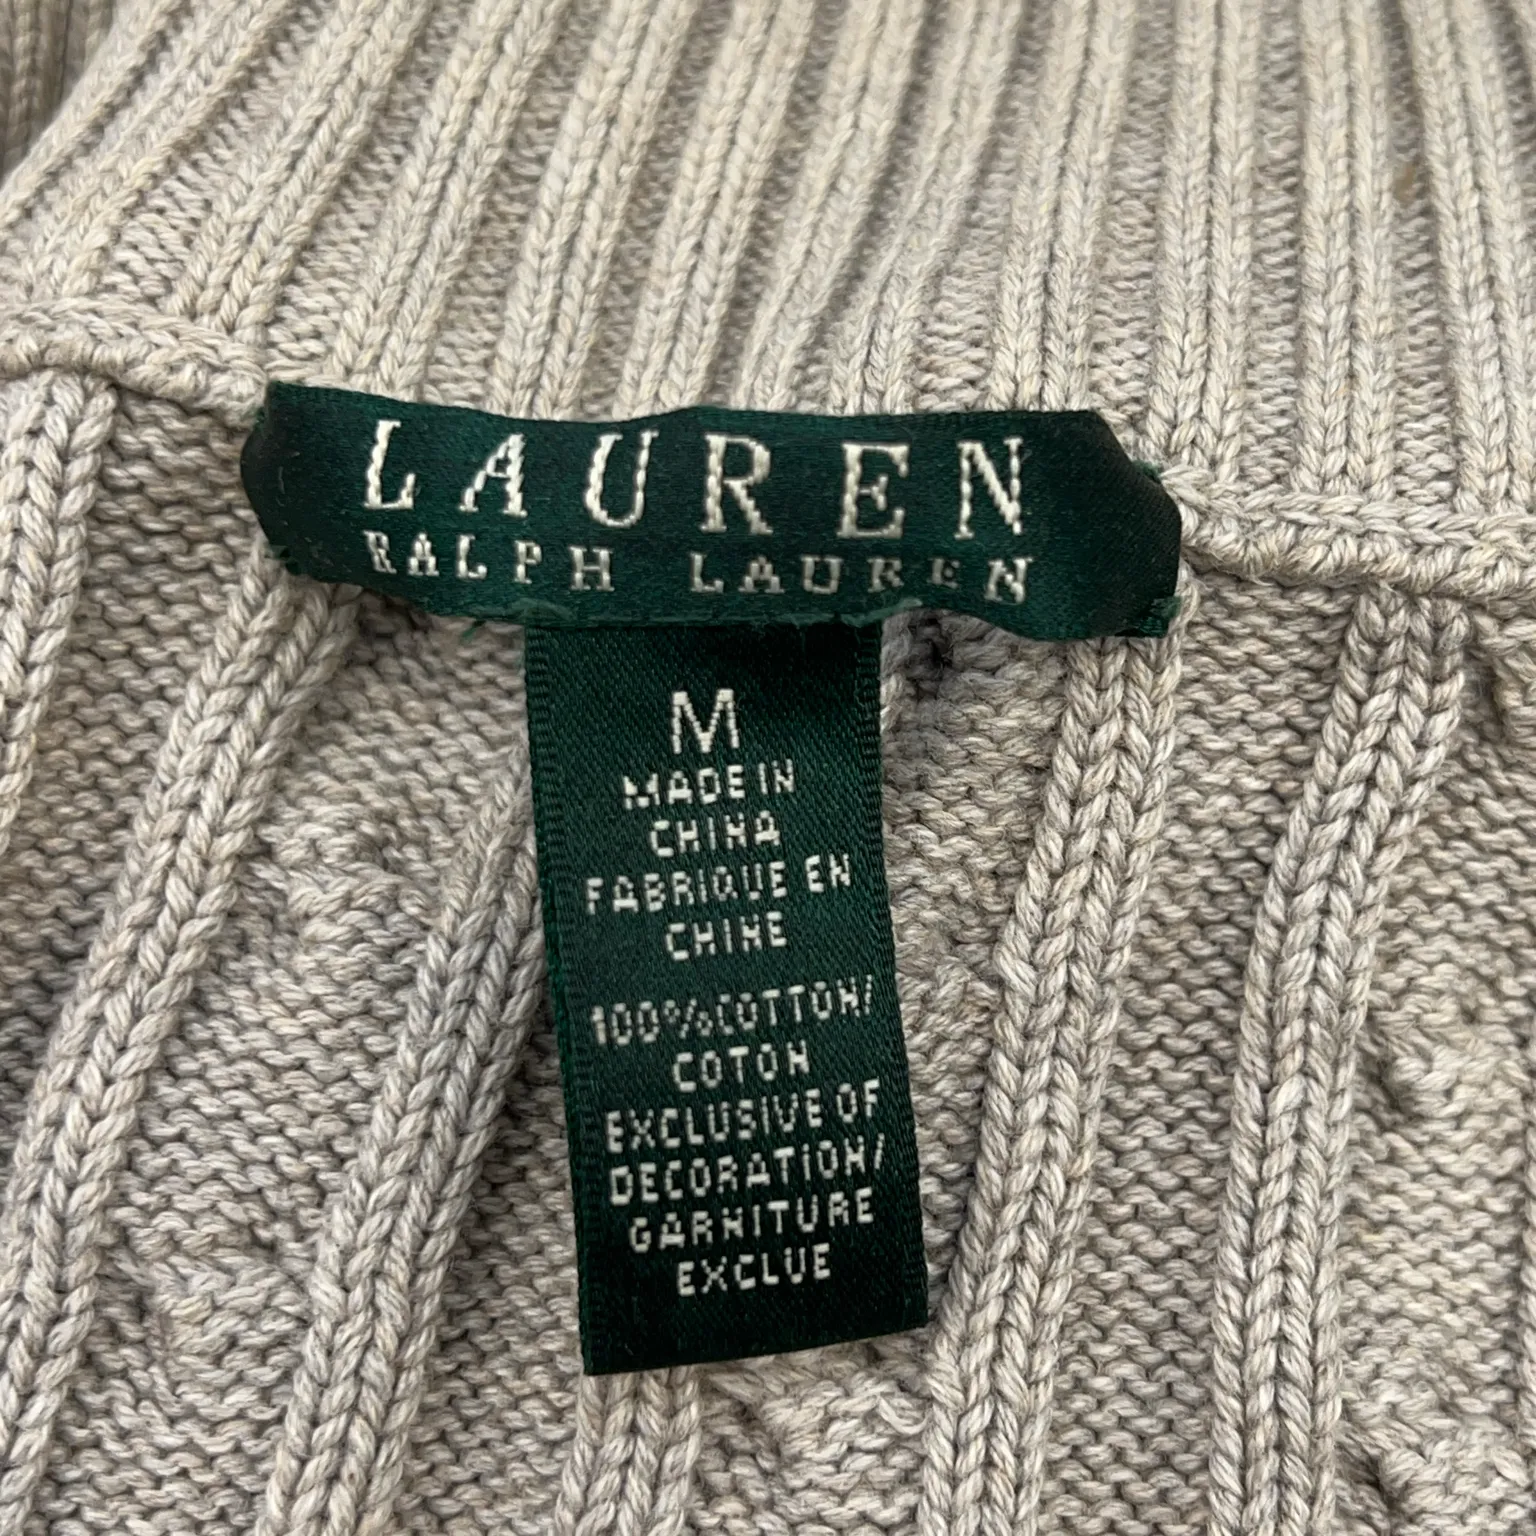 LAUREN
RALPH LAUREN
M
MADE IN
CHINA
FABRIQUE EN
CHINE
100% COTTON/
COTON
EXCLUSIVE OF
DECORATION/
GARNITURE
EXCLUE